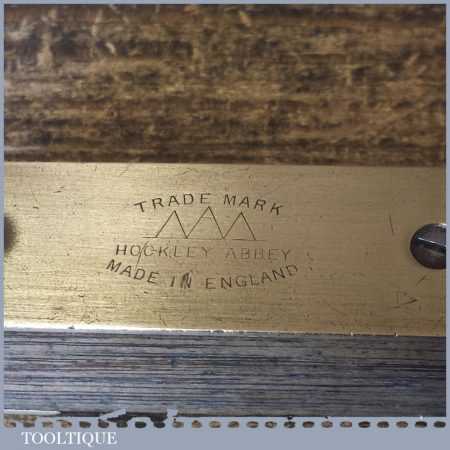 TRADE MARK
HOCKLEY ABBEY
MADE IN ENGLAND
TOOLTIQUE